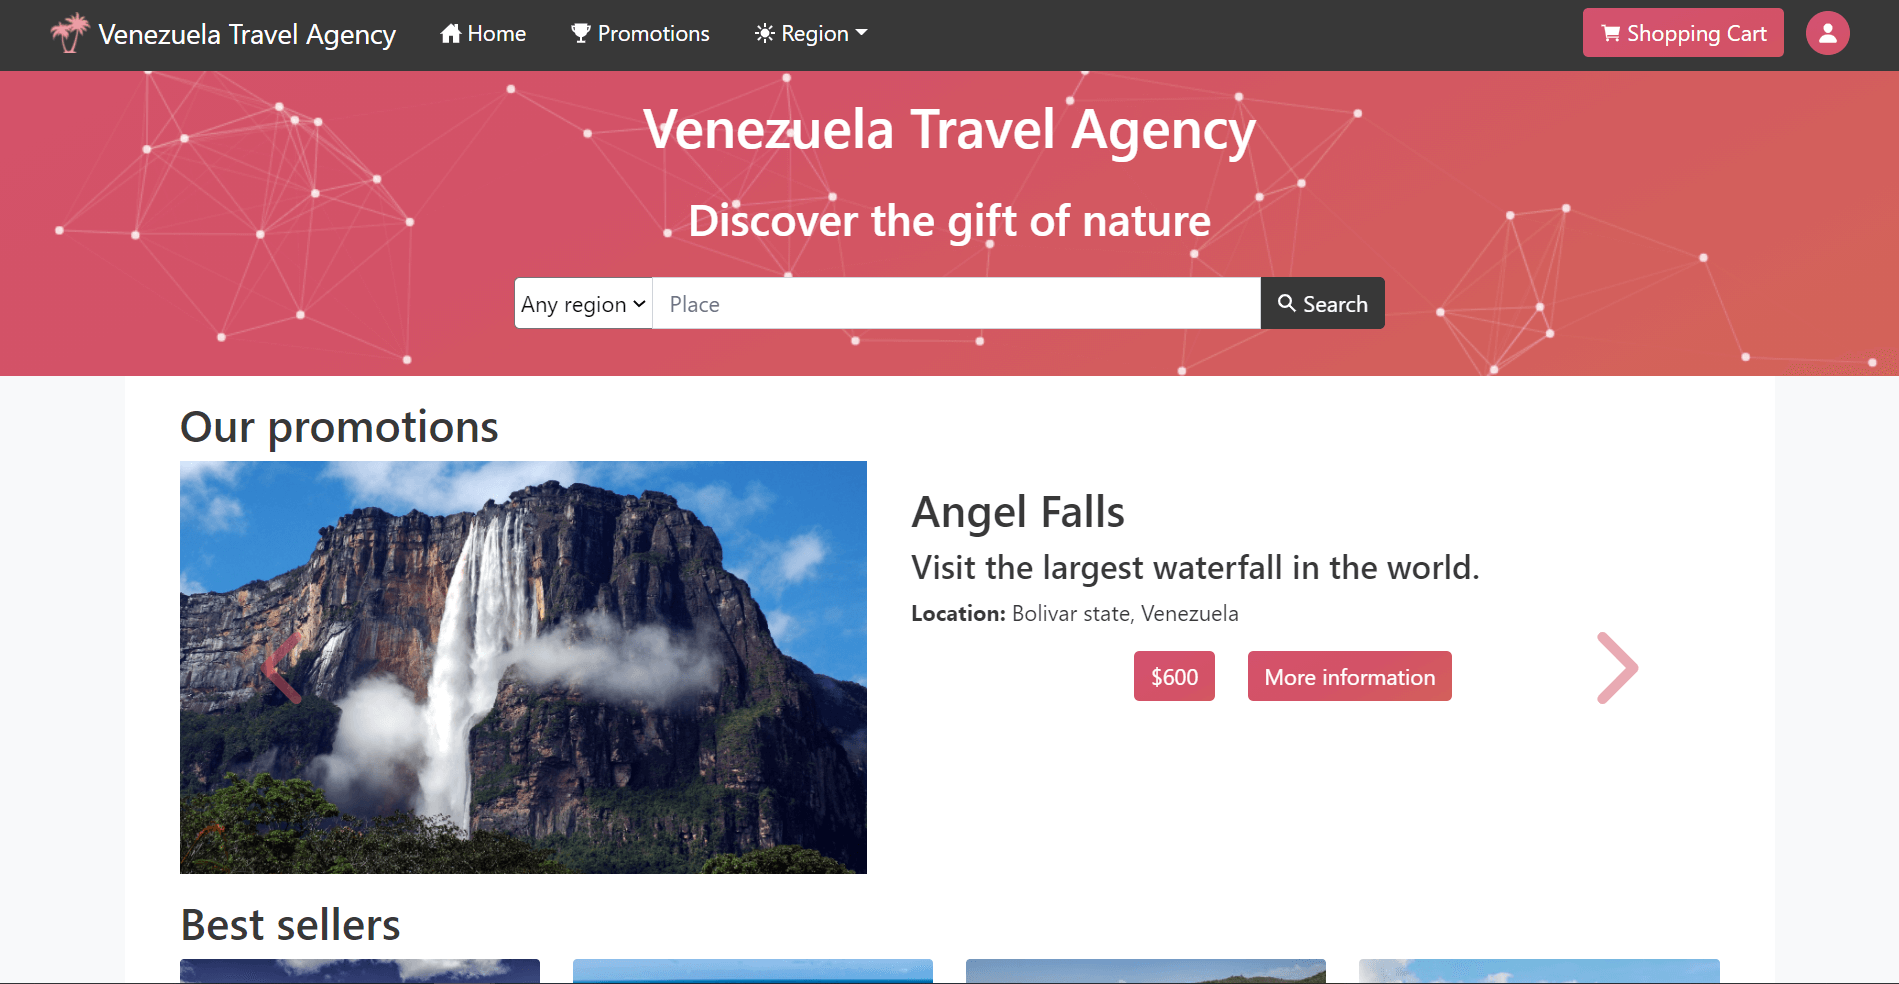 Venezuela Travel Agency
Home
Promotions
Region
Shopping Cart
Venezuela Travel Agency
Discover the gift of nature
Any region
Place
Search
Our promotions
Angel Falls
Visit the largest waterfall in the world.
Location: Bolivar state, Venezuela
$600
More information
Best sellers